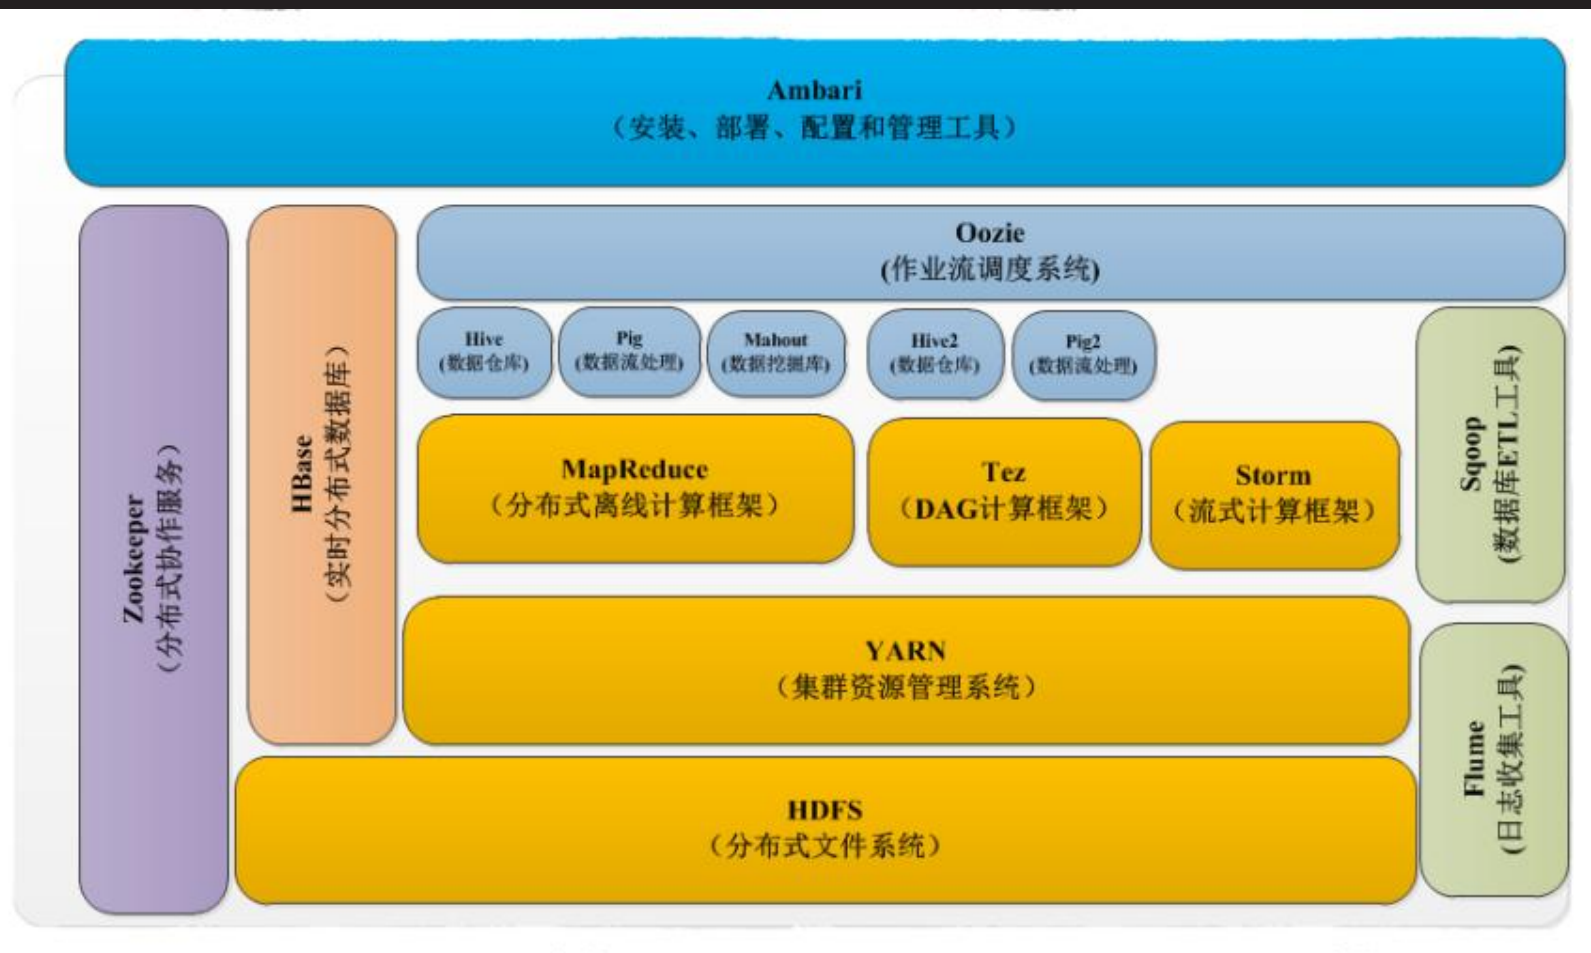 Ambari
（安装、部署、配置和管理工具）
Zookeeper
（分布式协作服务）
HBase
（实时分布式数据库）
Oozie
(作业流调度系统)
Hive
(数据仓库)
Pig
(数据流处理)
Mahout
(数据挖掘库)
Hive2
(数据仓库)
Pig2
(数据流处理)
MapReduce
（分布式离线计算框架）
Tez
（DAG计算框架）
Storm
（流式计算框架）
Sqoop
(数据库ETL工具)
YARN
（集群资源管理系统）
Flume
(日志收集工具)
HDFS
（分布式文件系统）